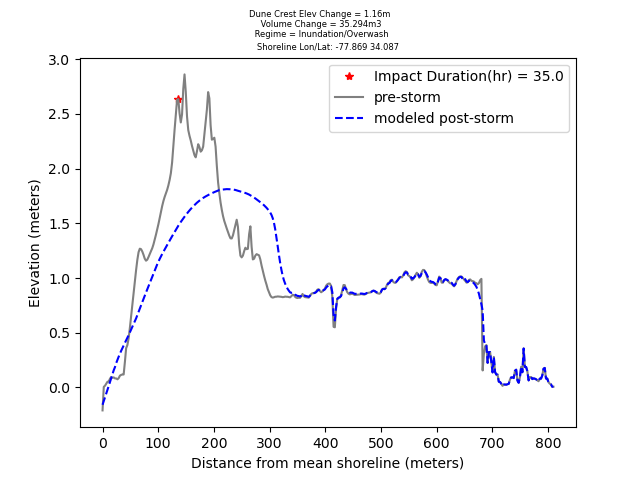 Dune Crest Elev Change = 1.16m
Volume Change = 35.294m3
Regime = Inundation/Overwash
Shoreline Lon/Lat: -77.869 34.087
Impact Duration(hr) = 35.0
pre-storm
modeled post-storm
3.0
2.5
2.0
1.5
1.0
0.5
0.0
Elevation (meters)
0 100 200 300 400 500 600 700 800
Distance from mean shoreline (meters)